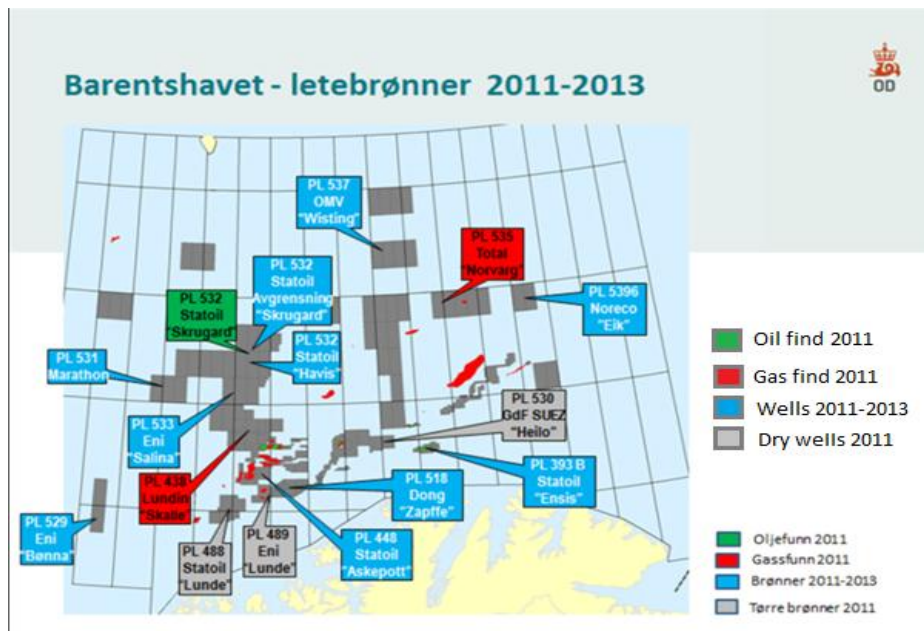 Barentshavet - letebrønner 2011-2013
OD
PL 537
OMV
"Wisting"
PL 535
Total
"Norvarg"
PL 532
Statoil
Avgrensning
"Skrugard"
PL 532
Statoil
"Skrugard"
PL 5396
Noreco
"Eik"
PL 532
Statoil
"Havis"
PL 531
Marathon
PL 530
GdF SUEZ
"Heilo"
PL 533
Eni
"Salina"
PL 393 B
Statoil
"Ensis"
PL 438
Lundin
"Skalle"
PL 518
Dong
"Zapffe"
PL 529
Eni
"Bønna"
PL 488
Statoil
"Lunde"
PL 489
Eni
"Lunde"
PL 448
Statoil
"Askepott"
Oil find 2011
Gas find 2011
Wells 2011-2013
Dry wells 2011
Oljefunn 2011
Gassfunn 2011
Brønner 2011-2013
Tørre brønner 2011